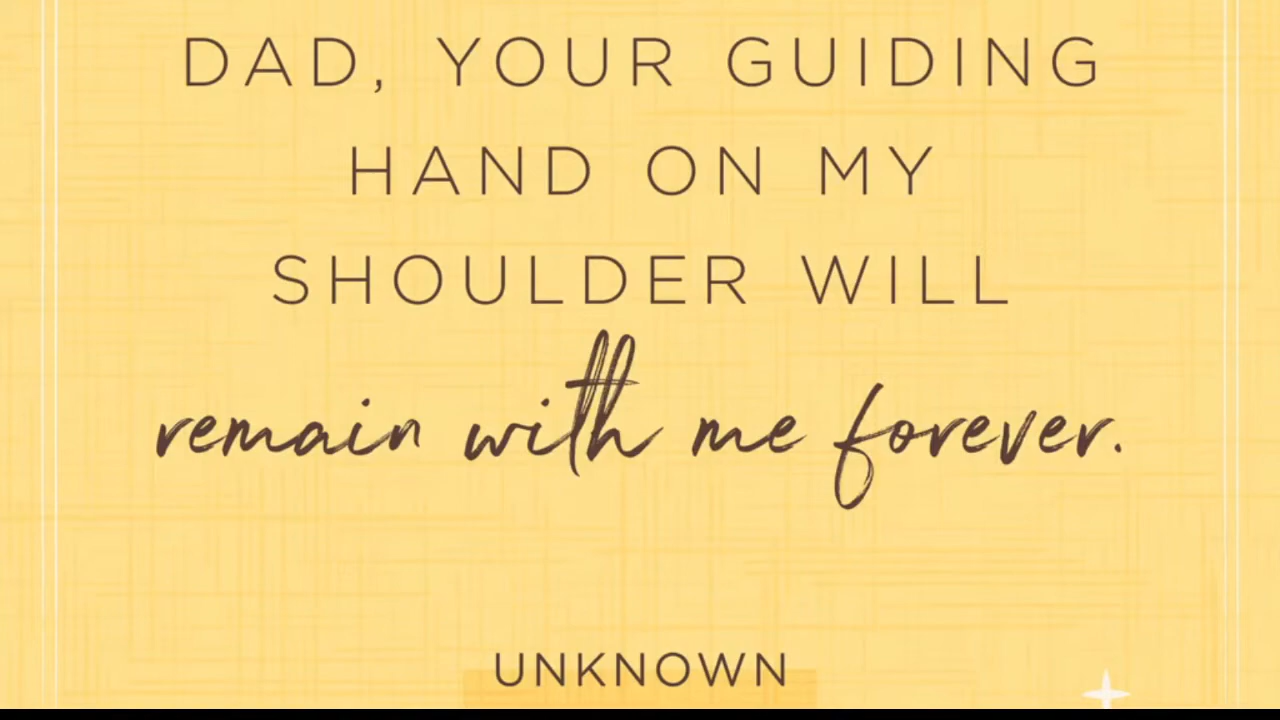 DAD, YOUR GUIDING
HAND ON MY
SHOULDER WILL
remain with me forever.
UNKNOWN